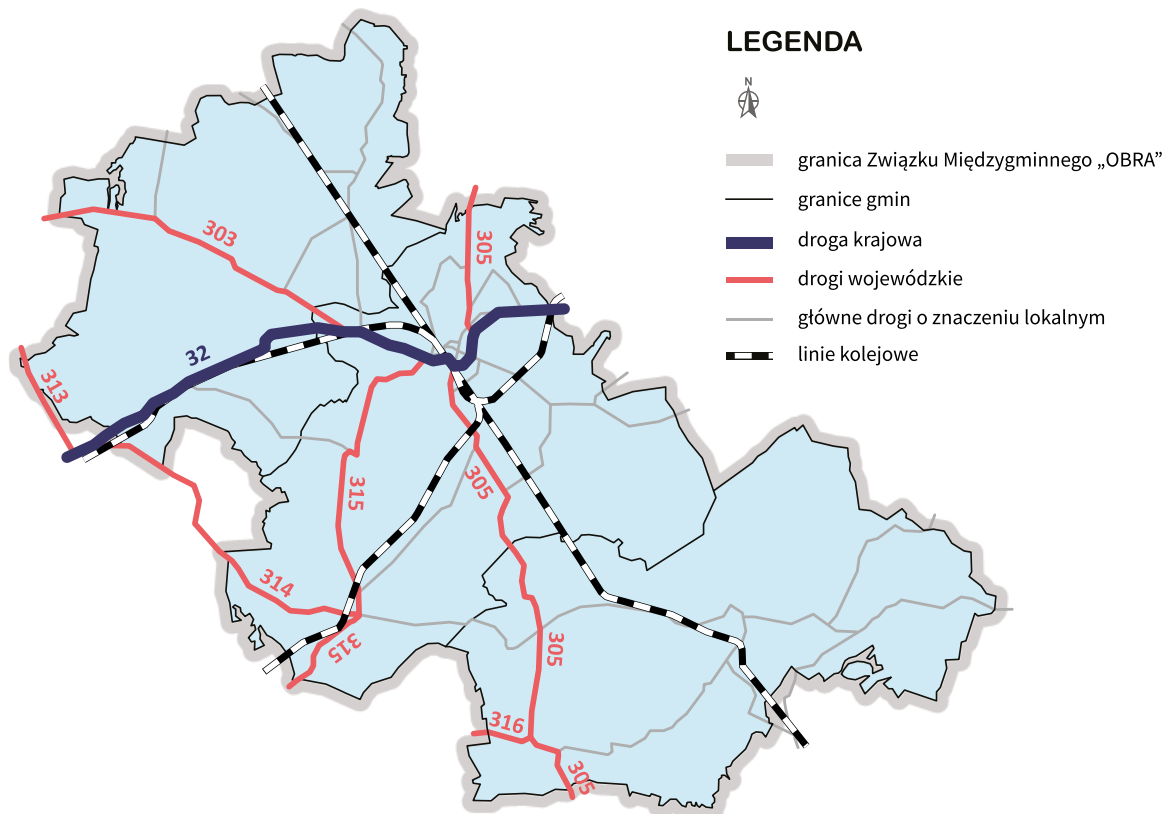 LEGENDA
N
granica Związku Międzygminnego „OBRA”
granice gmin
droga krajowa
drogi wojewódzkie
główne drogi o znaczeniu lokalnym
linie kolejowe
303
305
32
313
315
305
314
315
305
316
305